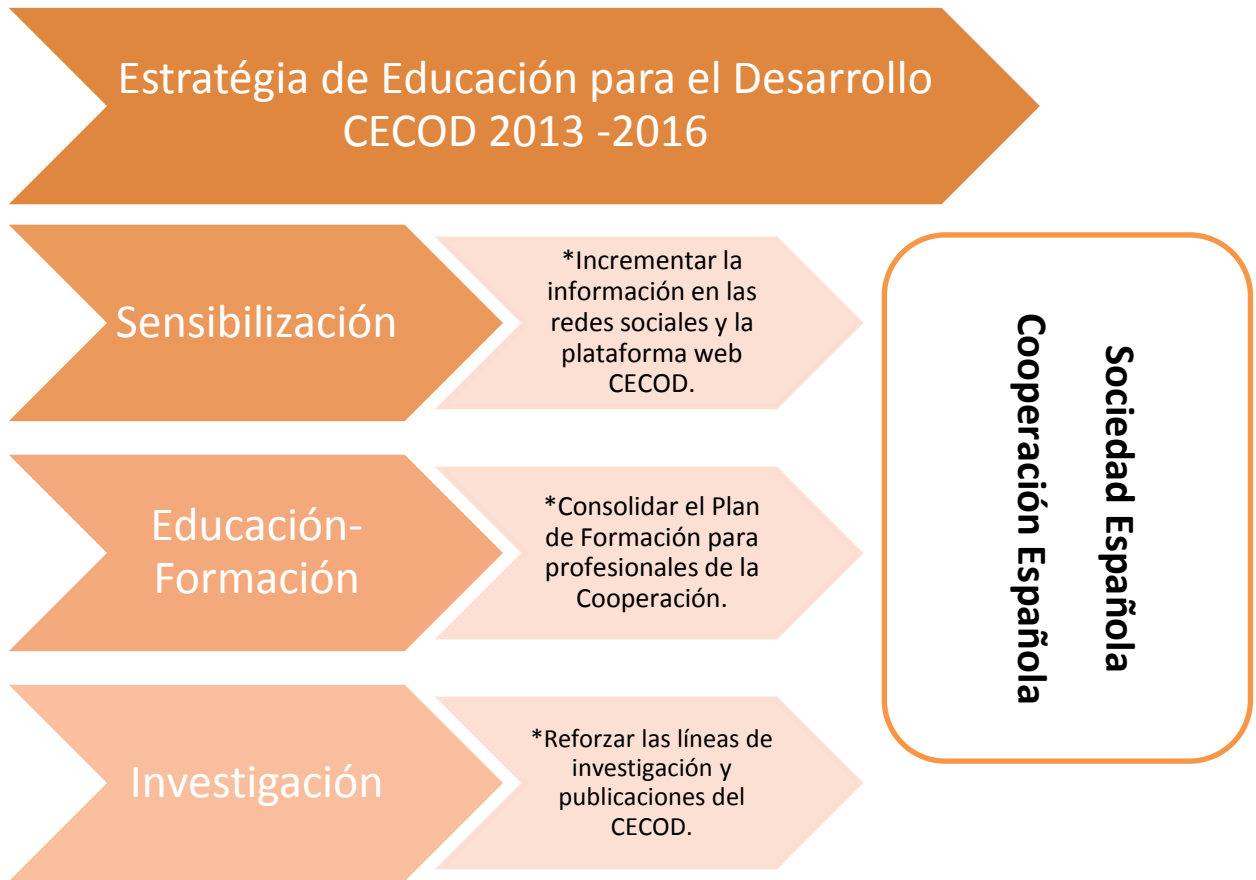 Estratégia de Educación para el Desarrollo
CECOD 2013 -2016
Sensibilización
*Incrementar la
información en las
redes sociales y la
plataforma web
CECOD.
Educación-
Formación
*Consolidar el Plan
de Formación para
profesionales de la
Cooperación.
Investigación
*Reforzar las líneas de
investigación y
publicaciones del
CECOD.
Sociedad Española
Cooperación Española